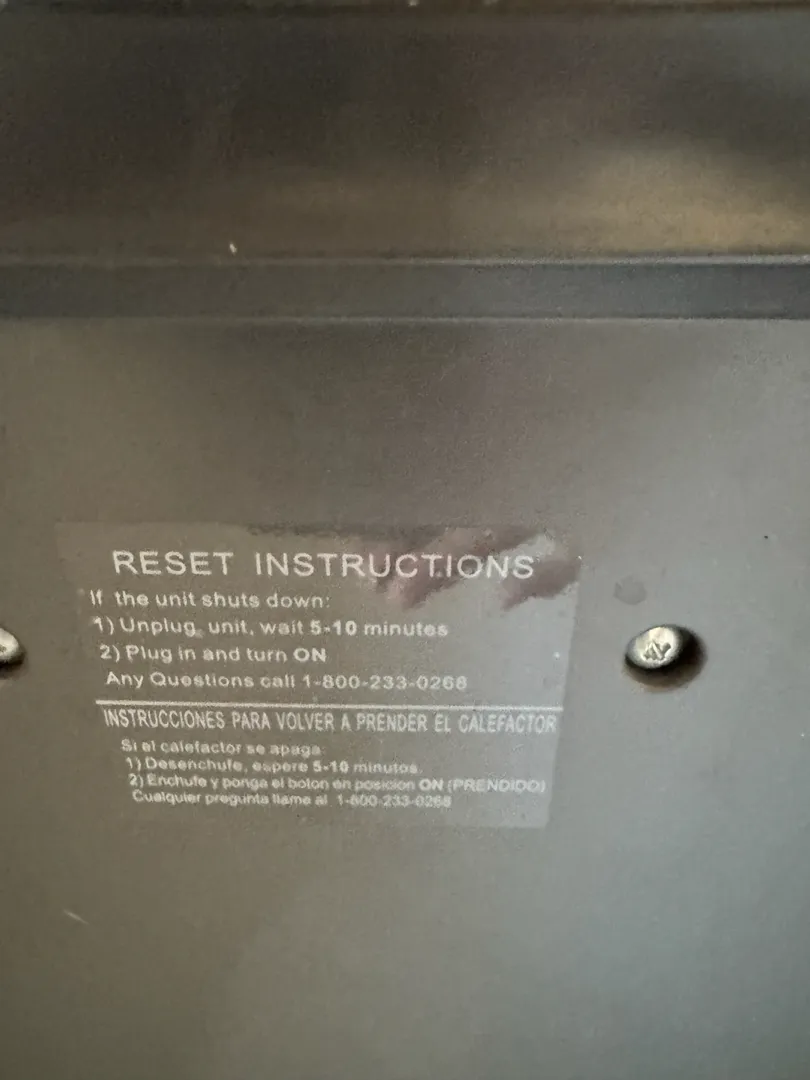 RESET INSTRUCTIONS
If the unit shuts down:
1) Unplug, unit, wait 5-10 minutes
2) Plug in and turn ON
Any Questions call 1-800-233-0268
INSTRUCCIONES PARA VOLVER A PRENDER EL CALEFACTOR
Si el calefactor se apaga:
1) Desenchufe, espere 5-10 minutos.
2) Enchufe y ponga el boton en posicion ON (PRENDIDO)
Cualquier pregunta llame al 1-800-233-0268